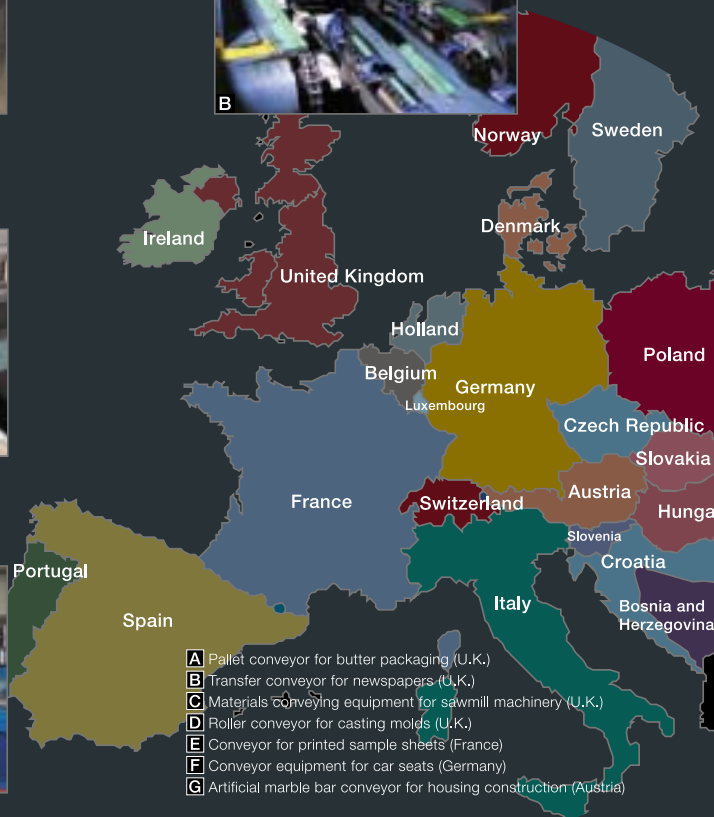 B
Norway
Sweden
Ireland
Denmark
United Kingdom
Holland
Poland
Belgium
Germany
Luxembourg
Czech Republic
Slovakia
Austria
France
Switzerland
Hunga
Slovenia
Croatia
Portugal
Italy
Spain
Bosnia and
Herzegovina
A Pallet conveyor for butter packaging (U.K.)
B Transfer conveyor for newspapers (U.K.)
C Materials conveying equipment for sawmill machinery (U.K.)
D Roller conveyor for casting molds (U.K.)
E Conveyor for printed sample sheets (France)
F Conveyor equipment for car seats (Germany)
G Artificial marble bar conveyor for housing construction (Austria)